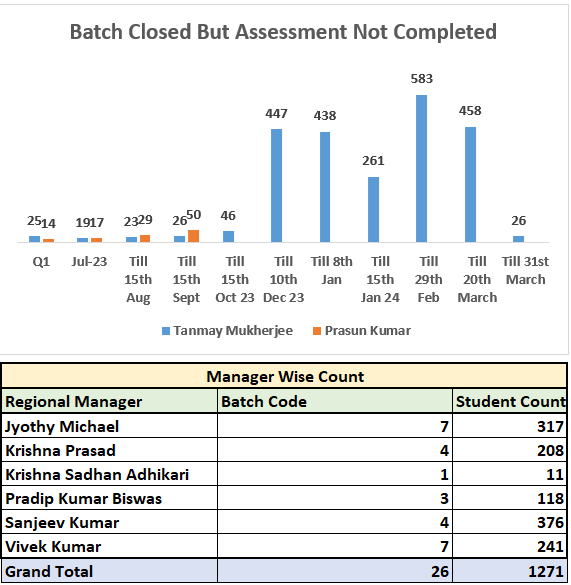 Batch Closed But Assessment Not Completed
25 14 19 17 23 29 26 50 46 447 438 261 583 458 26
Q1 Jul-23 Till 15th Aug Till 15th Sept Till 15th Oct 23 Till 10th Dec 23 Till 8th Jan Till 15th Jan 24 Till 29th Feb Till 20th March Till 31st March
Tanmay Mukherjee Prasun Kumar
Manager Wise Count
Regional Manager Batch Code Student Count
Jyothy Michael 7 317
Krishna Prasad 4 208
Krishna Sadhan Adhikari 1 11
Pradip Kumar Biswas 3 118
Sanjeev Kumar 4 376
Vivek Kumar 7 241
Grand Total 26 1271